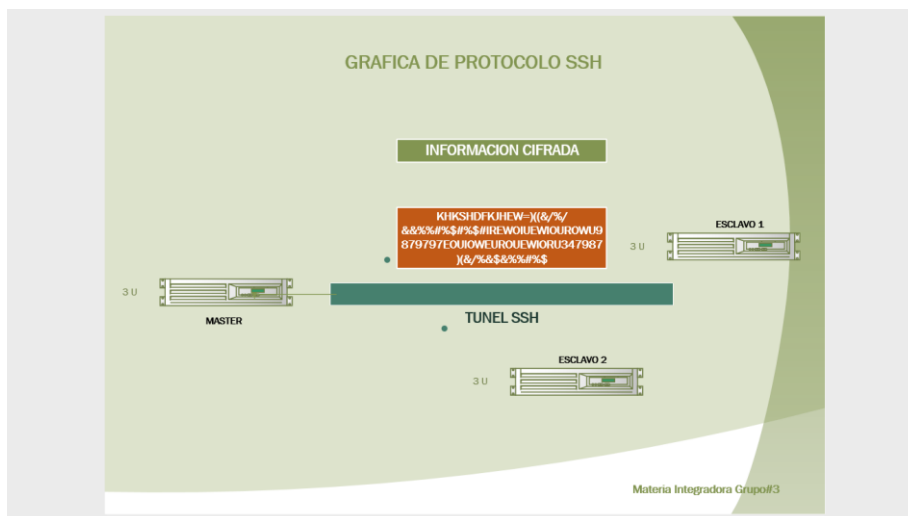 GRAFICA DE PROTOCOLO SSH
INFORMACION CIFRADA
KHKSHDFKJHEW=)((&/%/
&&%%#%$#%$#IREWOIUEWIOUROWU9
879797EOUIOWEUROUEWIORU347987
)(&/%&$&%%#%$
ESCLAVO 1
3 U
3 U
MASTER
TUNEL SSH
ESCLAVO 2
3 U
Materia Integradora Grupo#3